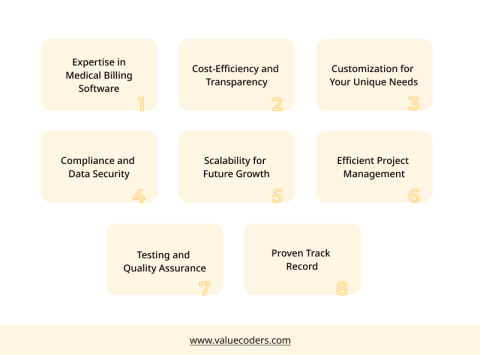 Expertise in
Medical Billing
Software
1
Cost-Efficiency and
Transparency
2
Customization for
Your Unique Needs
3
Compliance and
Data Security
4
Scalability for
Future Growth
5
Efficient Project
Management
6
Testing and
Quality Assurance
7
Proven Track
Record
8
www.valuecoders.com